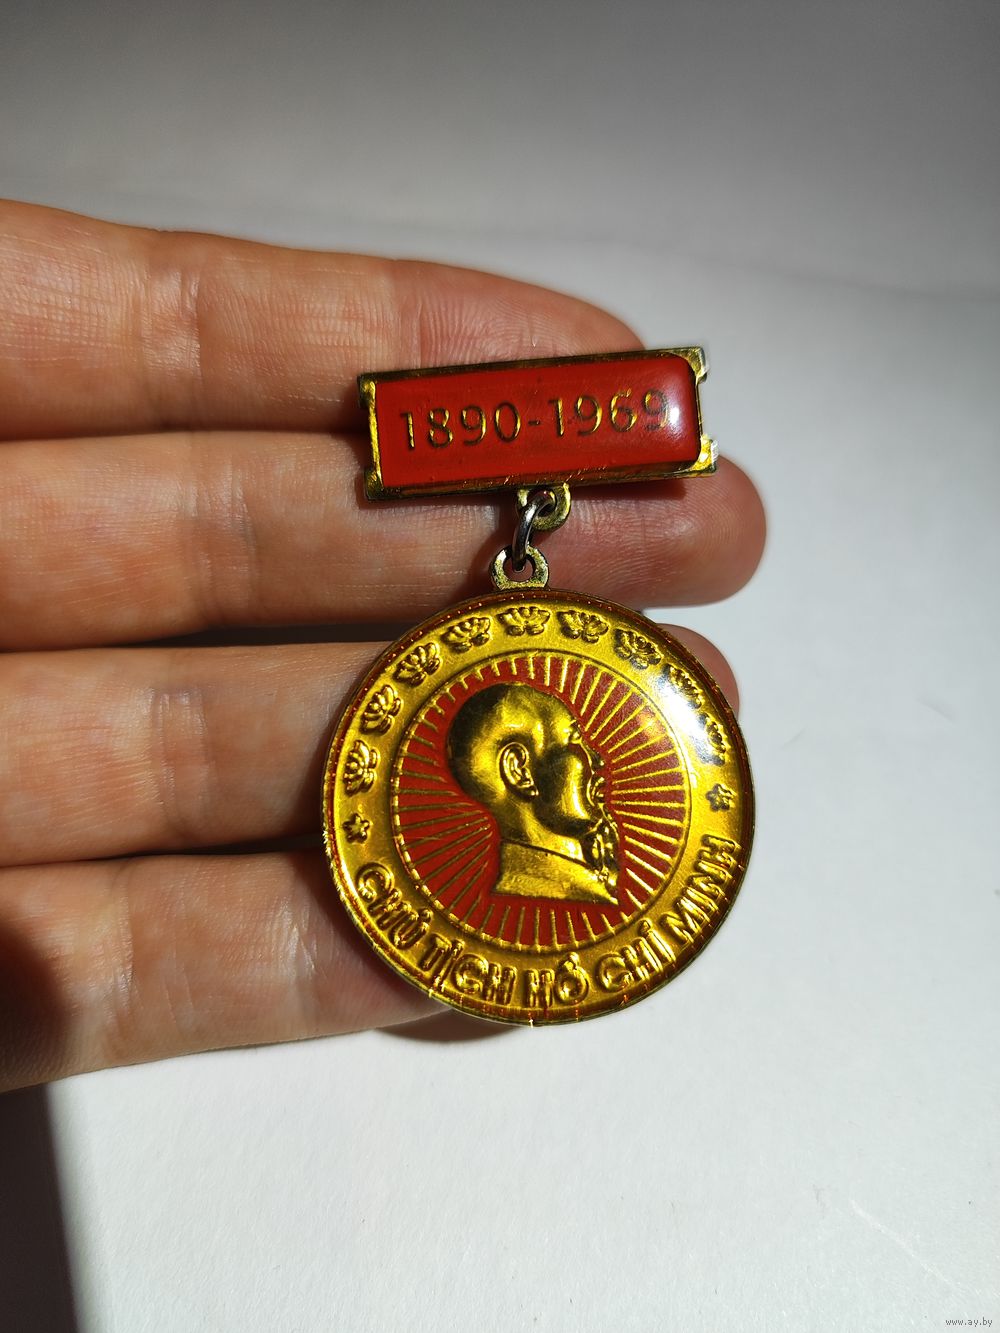 1890-1969
CHỦ TỊCH HỒ CHÍ MINH
www.ay.by